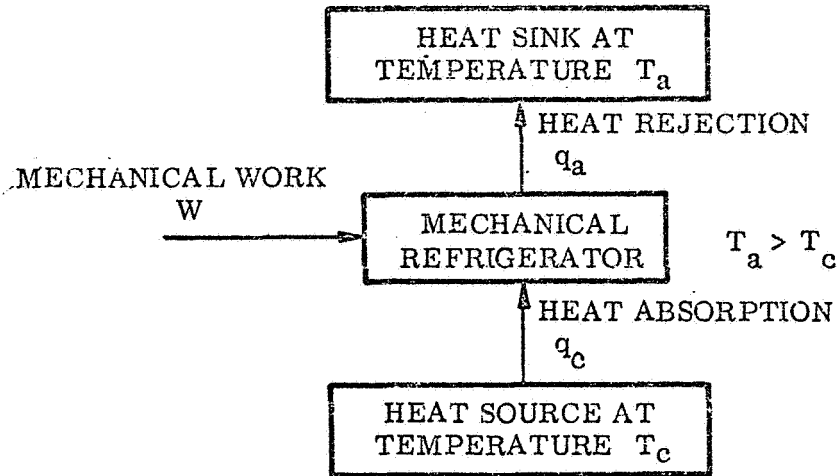 HEAT SINK AT
TEMPERATURE T_a
HEAT REJECTION
q_a
MECHANICAL WORK
W
MECHANICAL
REFRIGERATOR
T_a > T_c
HEAT ABSORPTION
q_c
HEAT SOURCE AT
TEMPERATURE T_c